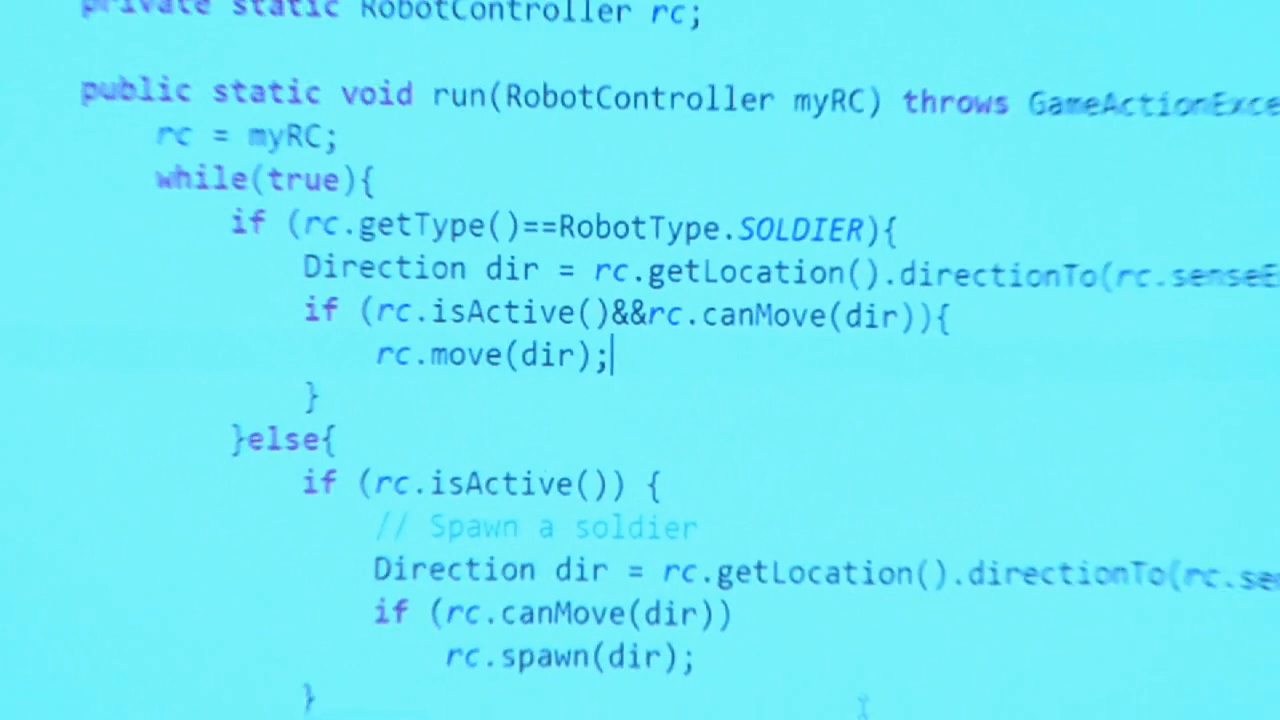 private static RobotController rc;
public static void run(RobotController myRC) throws GameActionExce
rc = myRC;
while(true){
if (rc.getType()==RobotType.SOLDIER){
Direction dir = rc.getLocation().directionTo(rc.senseE
if (rc.isActive()&&rc.canMove(dir)){
rc.move(dir);
}
}else{
if (rc.isActive()) {
// Spawn a soldier
Direction dir = rc.getLocation().directionTo(rc.se
if (rc.canMove(dir))
rc.spawn(dir);
}